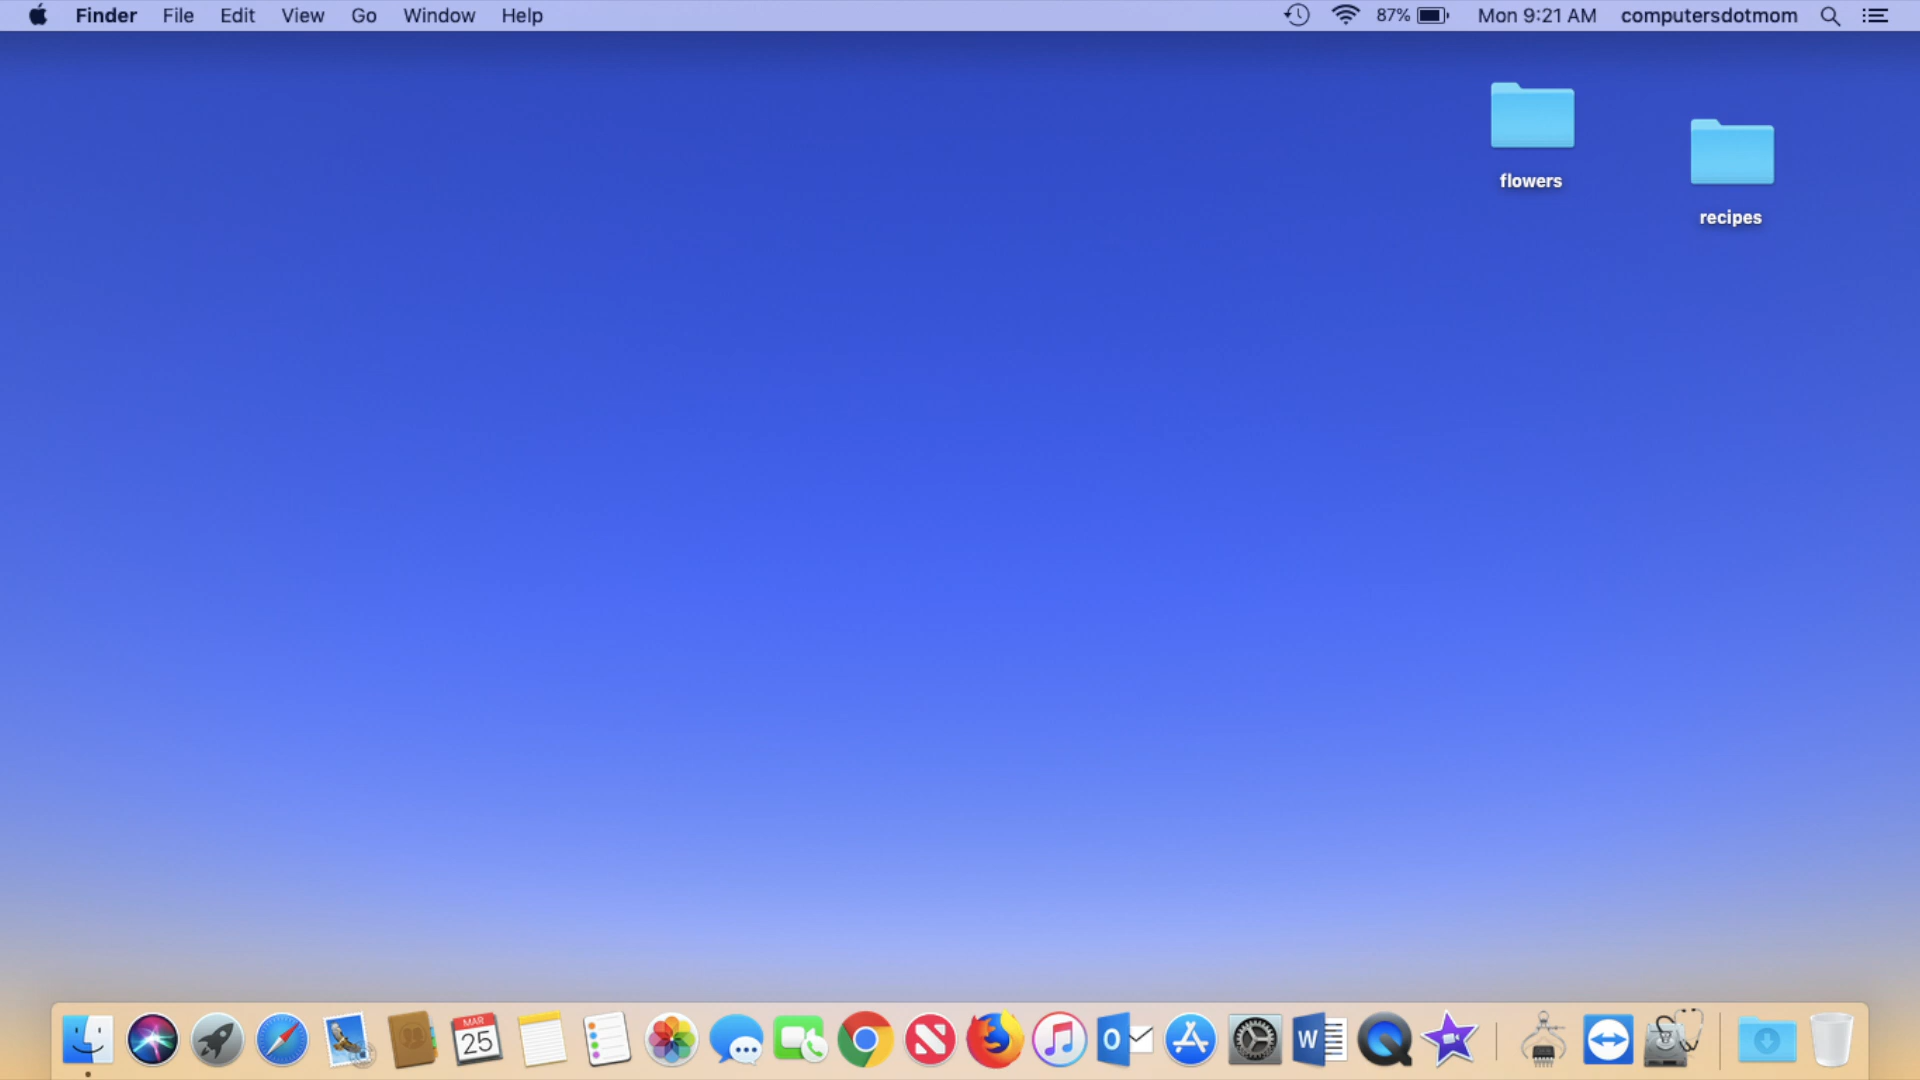 Finder File Edit View Go Window Help 87% Mon 9:21 AM computersdotmom
flowers
recipes
MAR
25
O
W